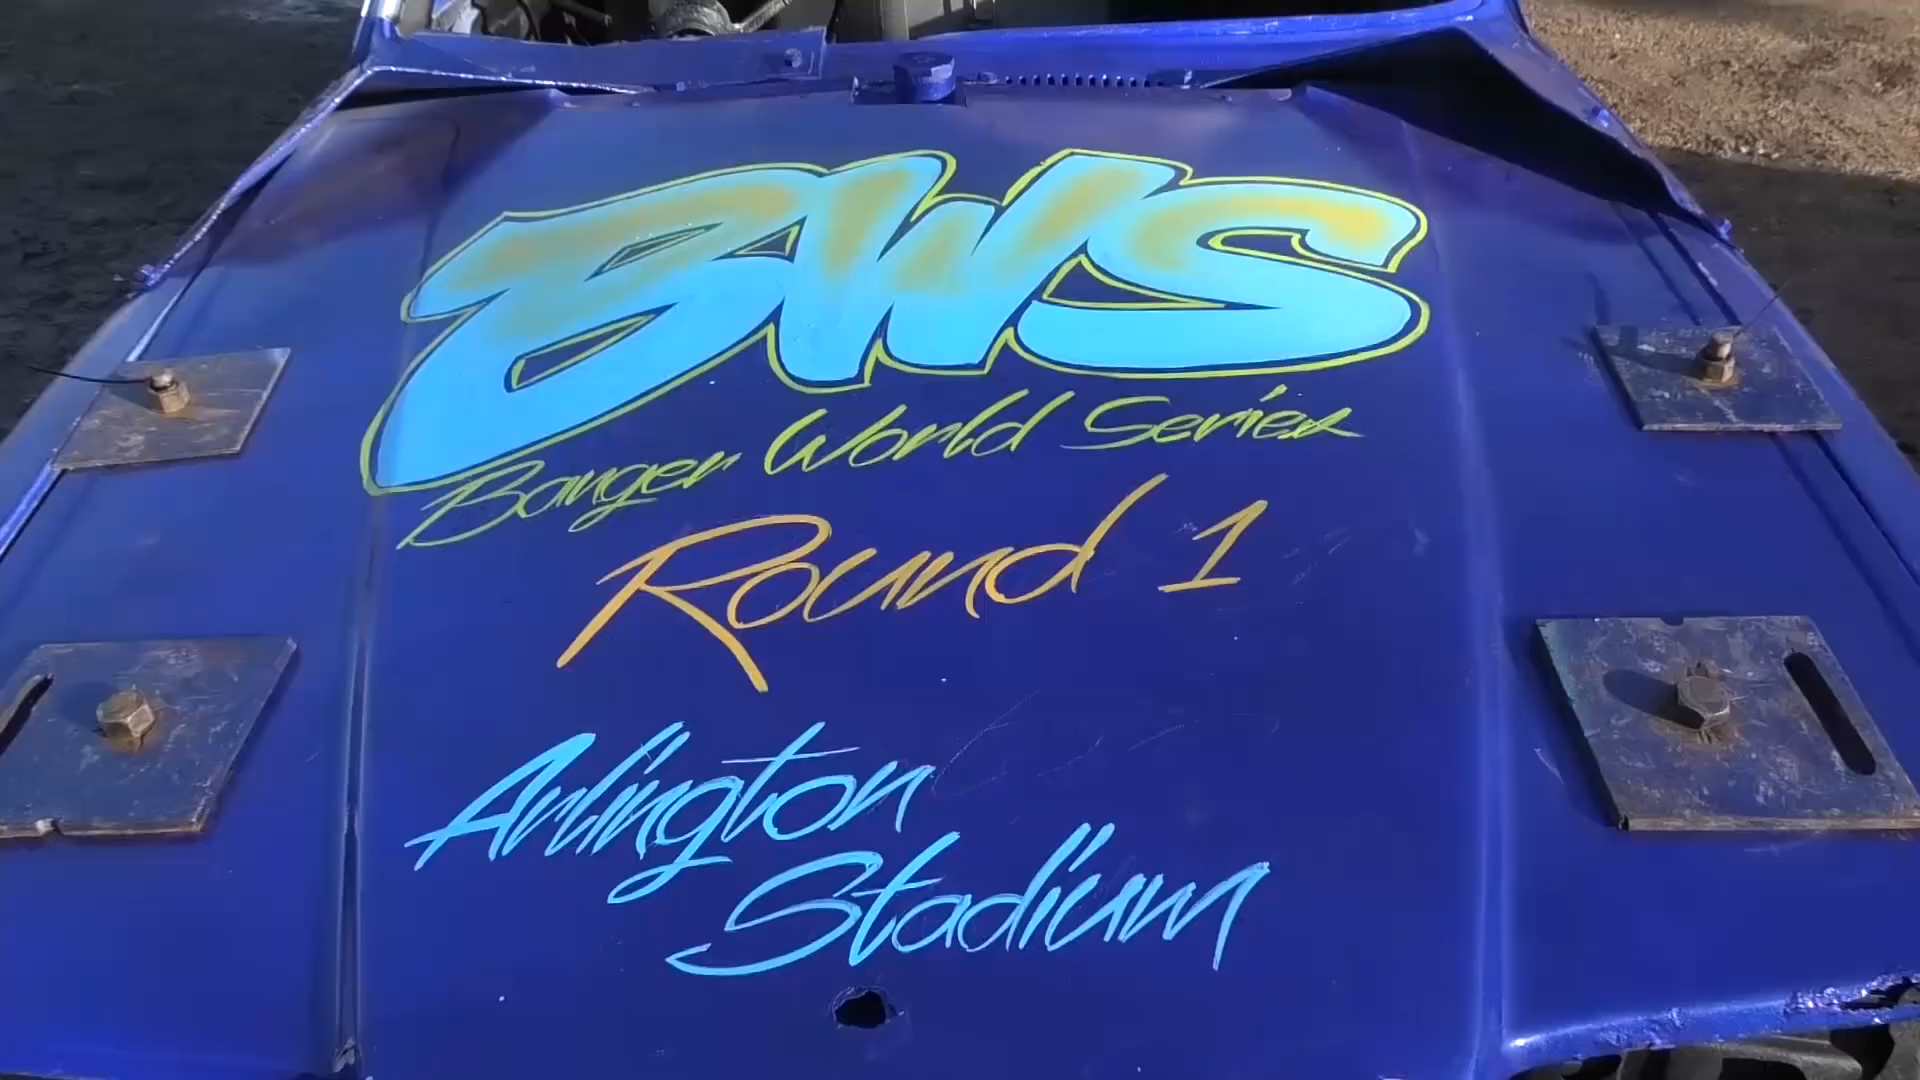 BWS
Banger World Series
Round 1
Arlington
Stadium